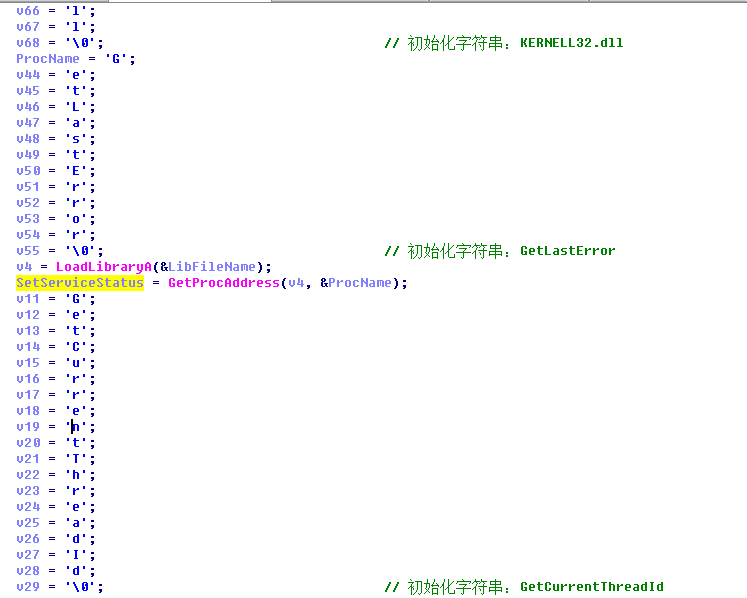 v66 = 'l';
v67 = 'l';
v68 = '\0'; // 初始化字符串：KERNELL32.dll
ProcName = 'G';
v44 = 'e';
v45 = 't';
v46 = 'L';
v47 = 'a';
v48 = 's';
v49 = 't';
v50 = 'E';
v51 = 'r';
v52 = 'r';
v53 = 'o';
v54 = 'r';
v55 = '\0'; // 初始化字符串：GetLastError
v4 = LoadLibraryA(&LibFileName);
SetServiceStatus = GetProcAddress(v4, &ProcName);
v11 = 'G';
v12 = 'e';
v13 = 't';
v14 = 'C';
v15 = 'u';
v16 = 'r';
v17 = 'r';
v18 = 'e';
v19 = 'n';
v20 = 't';
v21 = 'T';
v22 = 'h';
v23 = 'r';
v24 = 'e';
v25 = 'a';
v26 = 'd';
v27 = 'I';
v28 = 'd';
v29 = '\0'; // 初始化字符串：GetCurrentThreadId